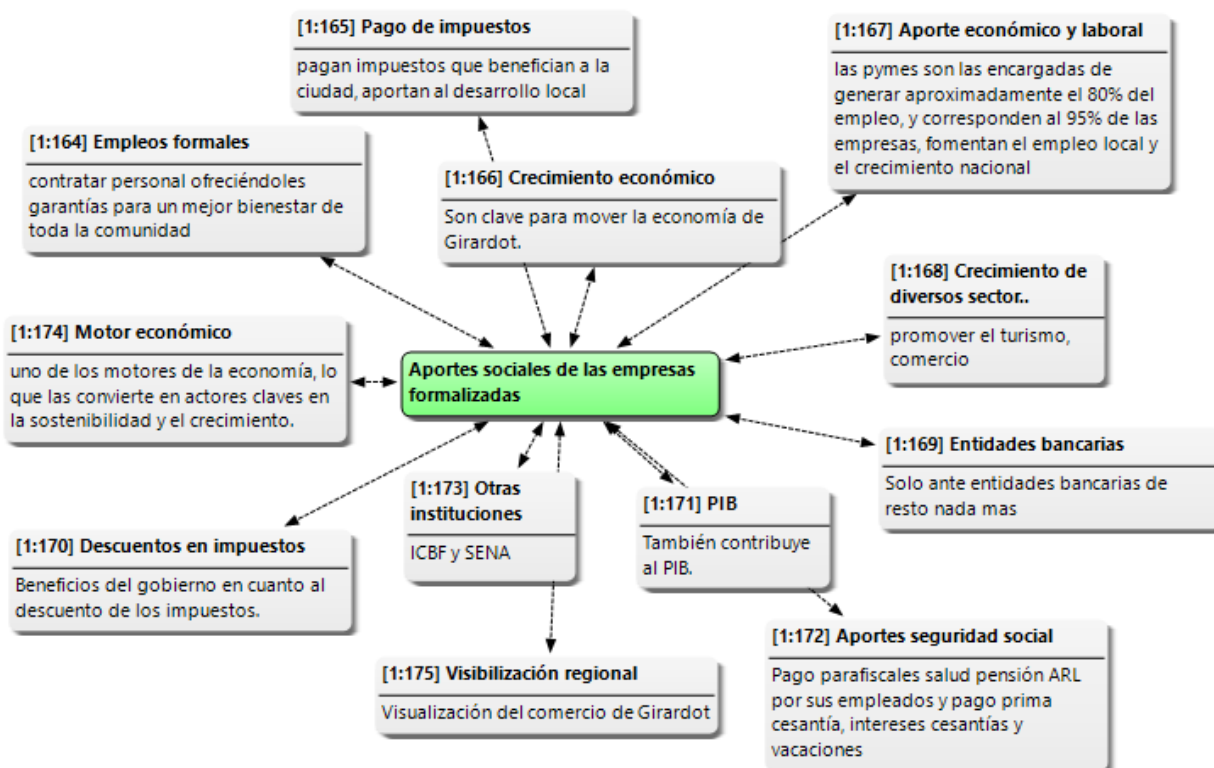 [1:165] Pago de impuestos
pagan impuestos que benefician a la
ciudad, aportan al desarrollo local
[1:167] Aporte económico y laboral
las pymes son las encargadas de
generar aproximadamente el 80% del
empleo, y corresponden al 95% de las
empresas, fomentan el empleo local y
el crecimiento nacional
[1:164] Empleos formales
contratar personal ofreciéndoles
garantías para un mejor bienestar de
toda la comunidad
[1:166] Crecimiento económico
Son clave para mover la economía de
Girardot.
[1:168] Crecimiento de
diversos sector..
promover el turismo,
comercio
[1:174] Motor económico
uno de los motores de la economía, lo
que las convierte en actores claves en
la sostenibilidad y el crecimiento.
Aportes sociales de las empresas
formalizadas
[1:169] Entidades bancarias
Solo ante entidades bancarias de
resto nada mas
[1:173] Otras
instituciones
ICBF y SENA
[1:171] PIB
También contribuye
al PIB.
[1:170] Descuentos en impuestos
Beneficios del gobierno en cuanto al
descuento de los impuestos.
[1:172] Aportes seguridad social
Pago parafiscales salud pensión ARL
por sus empleados y pago prima
cesantía, intereses cesantías y
vacaciones
[1:175] Visibilización regional
Visualización del comercio de Girardot